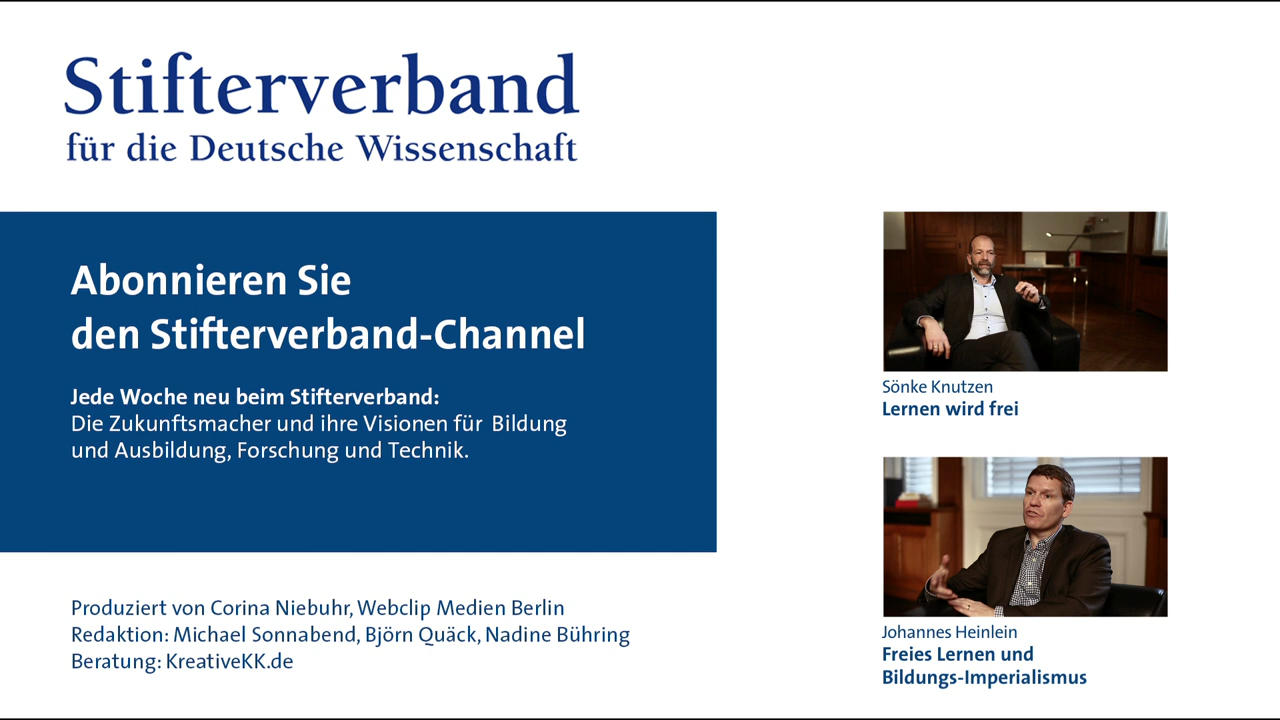 Stifterverband
für die Deutsche Wissenschaft
Abonnieren Sie
den Stifterverband-Channel
Jede Woche neu beim Stifterverband:
Die Zukunftsmacher und ihre Visionen für Bildung
und Ausbildung, Forschung und Technik.
Produziert von Corina Niebuhr, Webclip Medien Berlin
Redaktion: Michael Sonnabend, Björn Quäck, Nadine Bühring
Beratung: KreativeKK.de
Sönke Knutzen
Lernen wird frei
Johannes Heinlein
Freies Lernen und
Bildungs-Imperialismus